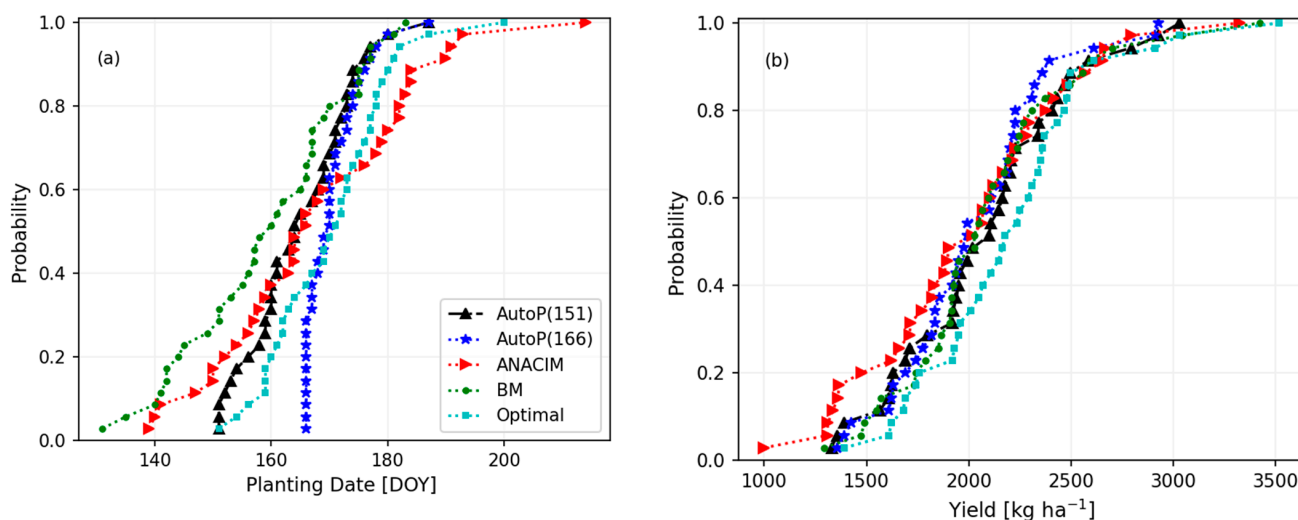 (a)
Probability
1.0
0.8
0.6
0.4
0.2
0.0
140 160 180 200
Planting Date [DOY]
AutoP(151)
AutoP(166)
ANACIM
BM
Optimal
(b)
Probability
1.0
0.8
0.6
0.4
0.2
0.0
1000 1500 2000 2500 3000 3500
Yield [kg ha⁻¹]